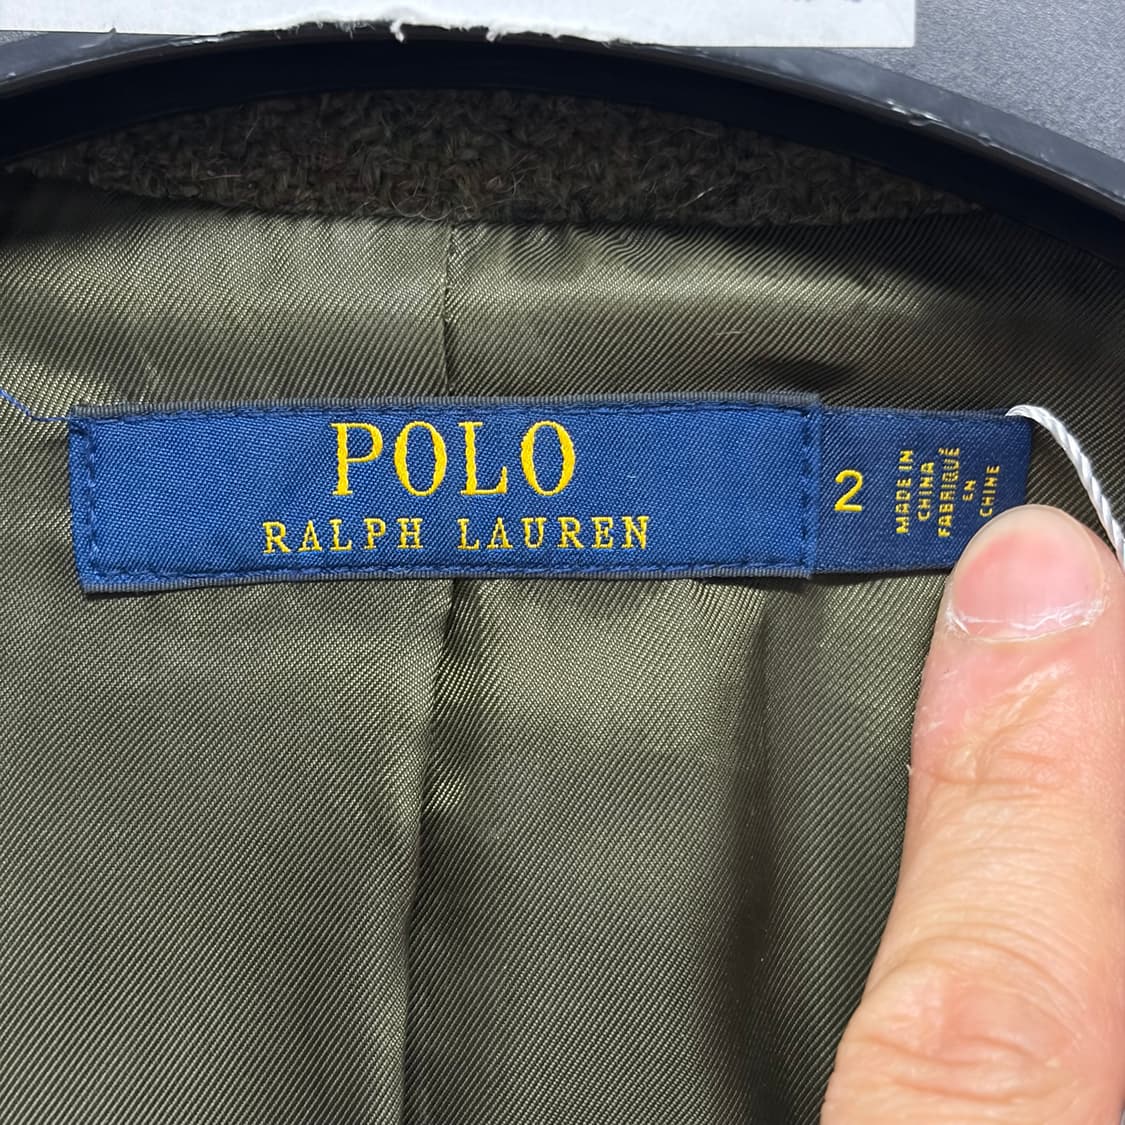 POLO
RALPH LAUREN
2
MADE IN
CHINA
FABRIQUÉ
EN
CHINE